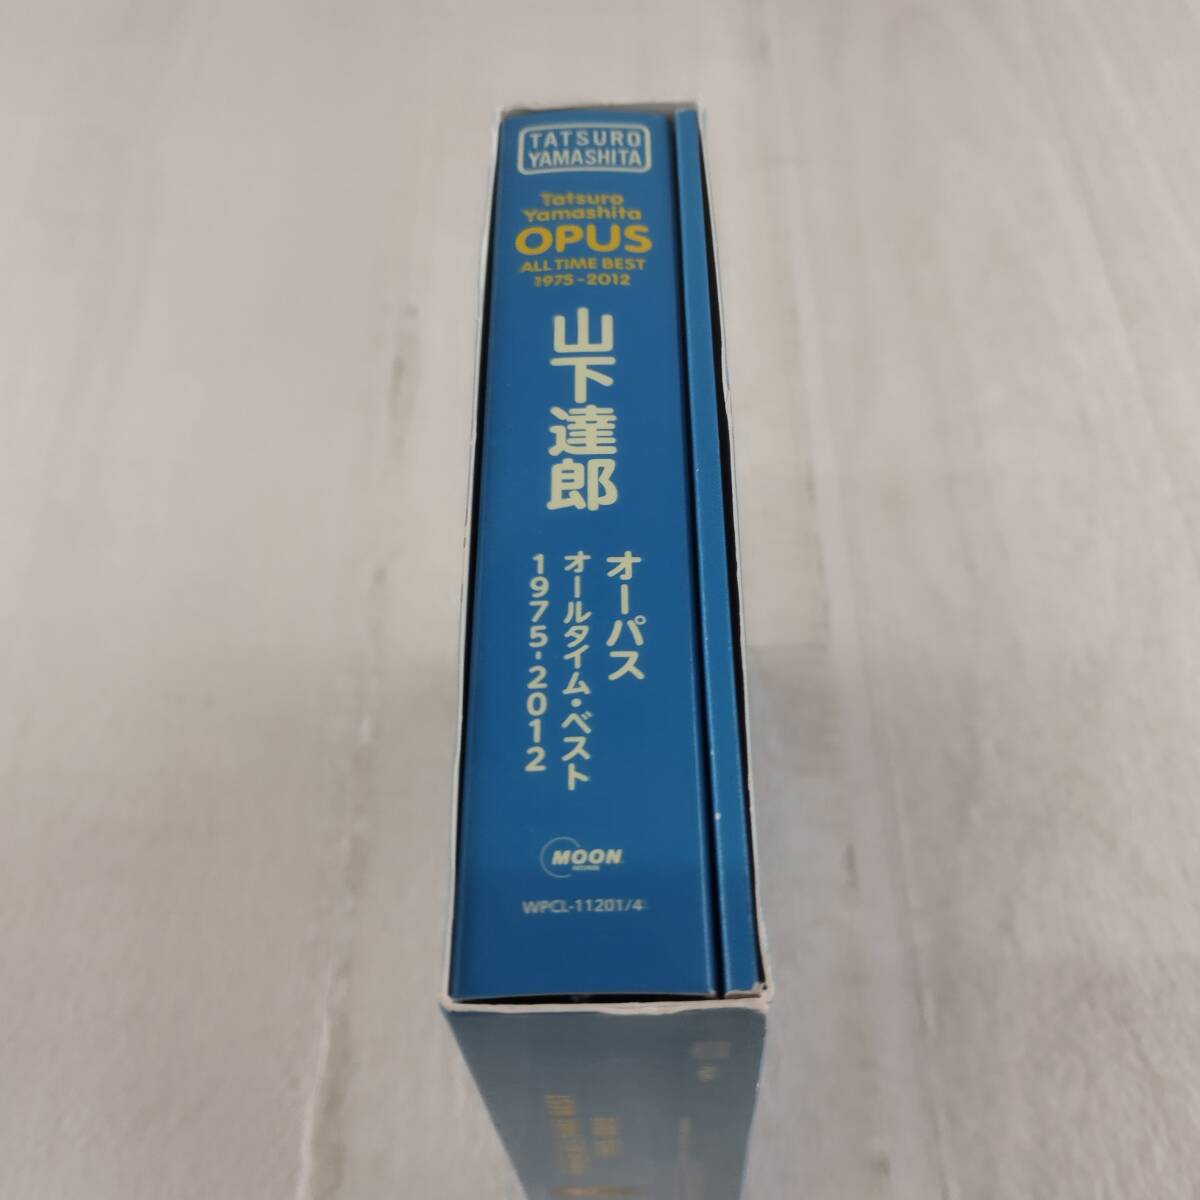 TATSURO
YAMASHITA
Tatsuro
Yamashita
OPUS
ALL TIME BEST
1975-2012
山下達郎
オーパス
オールタイム・ベスト
1975-2012
MOON
RECORDS
WPCL-11201/4